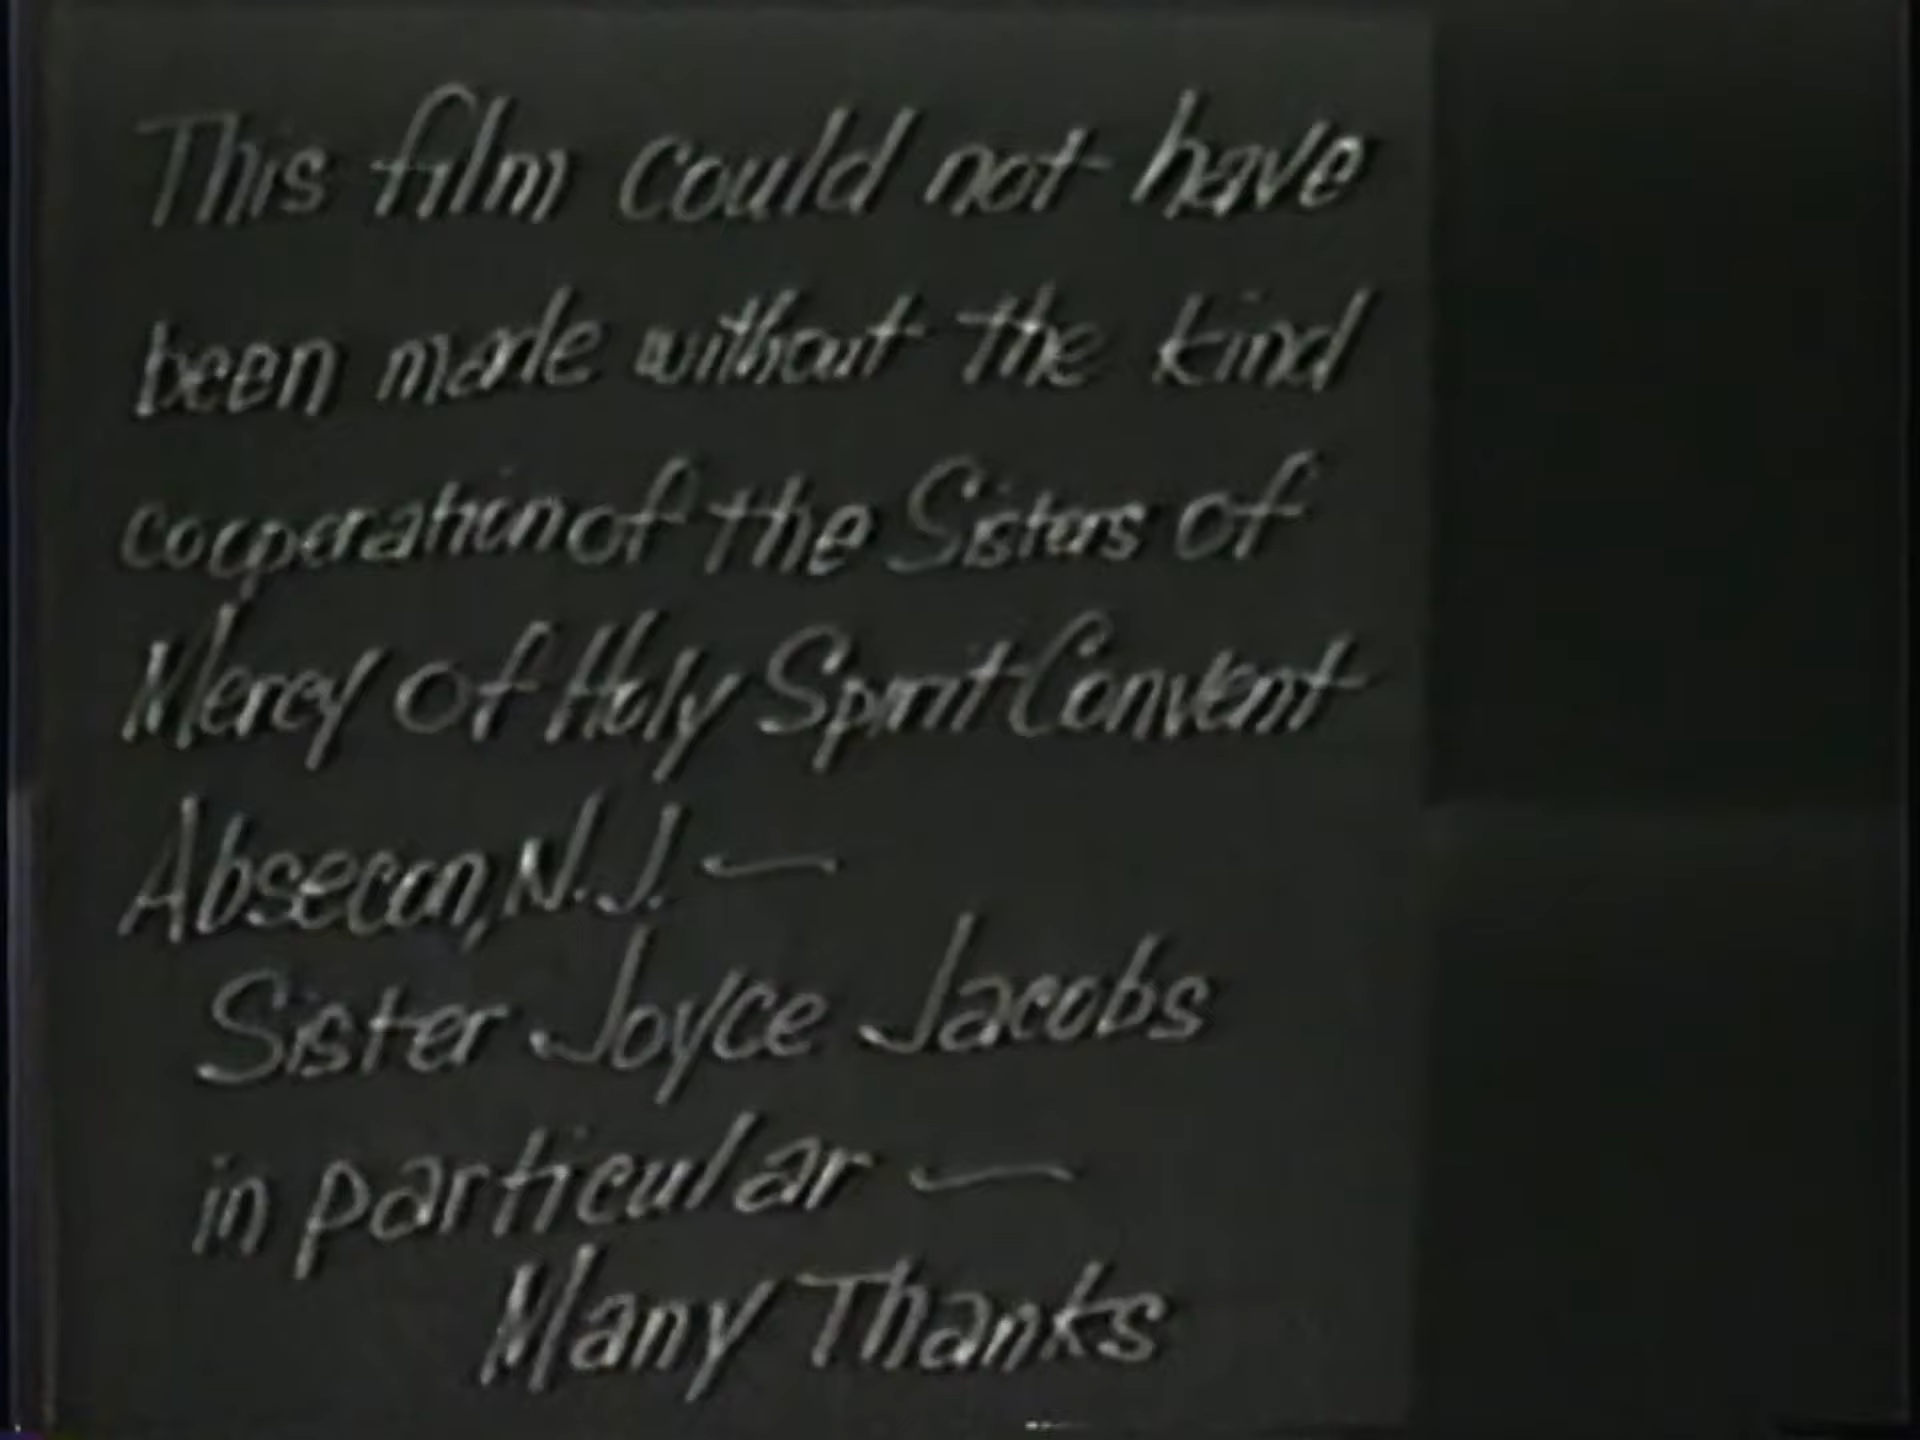 This film could not have
been made without the kind
cooperation of the Sisters of
Mercy of Holy Spirit Convent
Absecon, N.J. —
Sister Joyce Jacobs
in particular —
Many Thanks